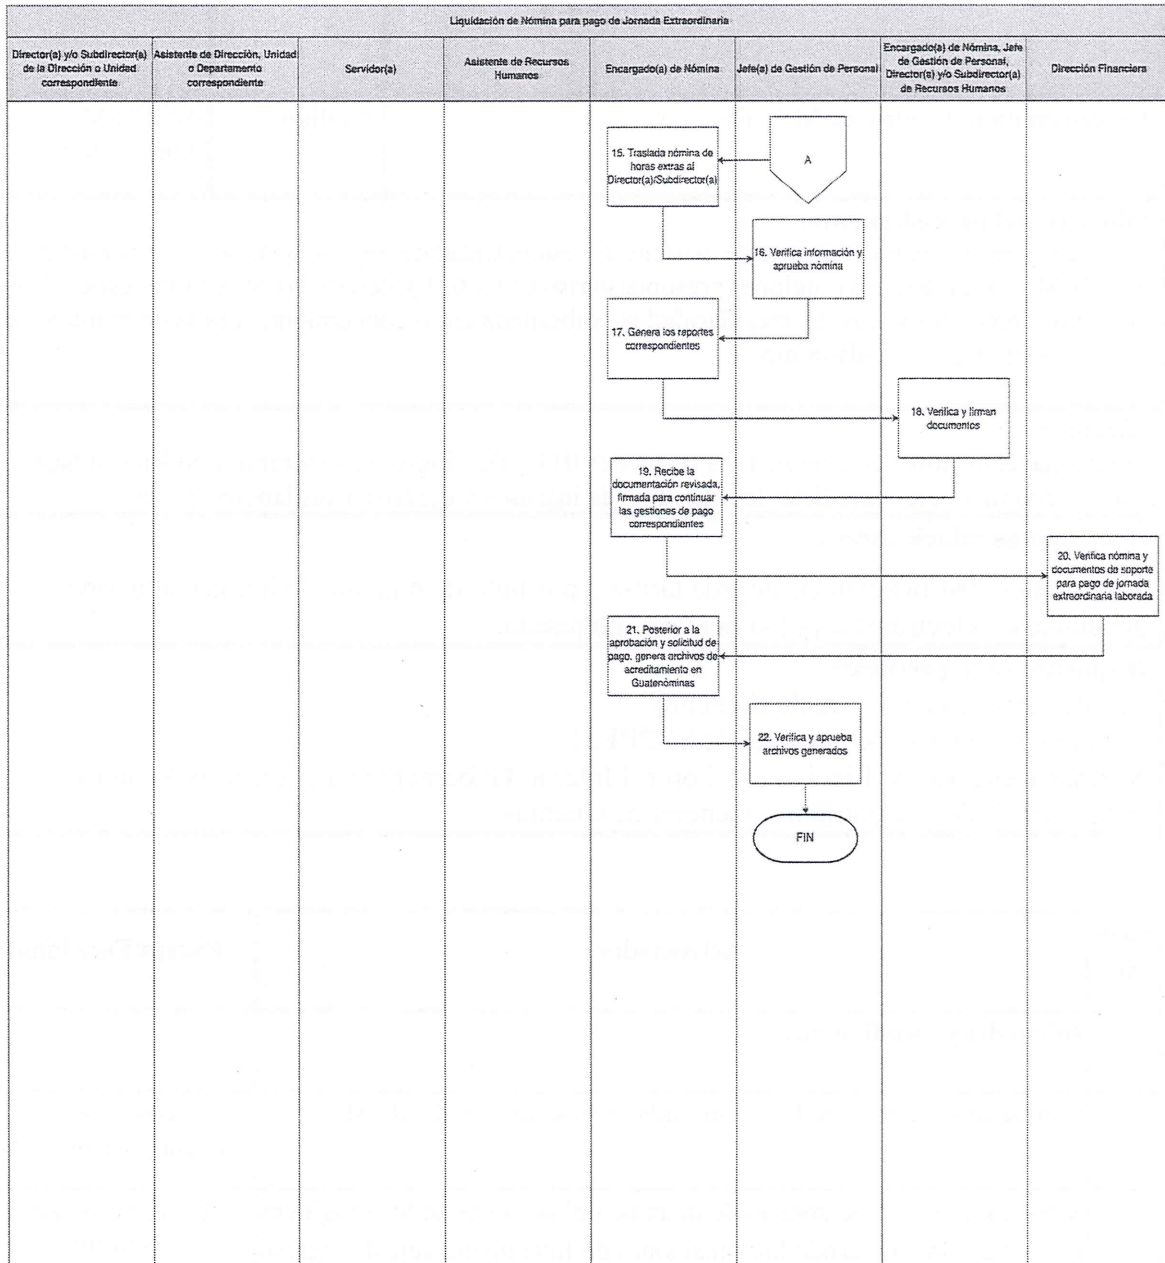 Liquidación de Nómina para pago de Jornada Extraordinaria
Director(a) y/o Subdirector(a)
de la Dirección o Unidad
correspondiente
Asistente de Dirección, Unidad
o Departamento
correspondiente
Servidor(a)
Asistente de Recursos
Humanos
Encargado(a) de Nómina
Jefe(a) de Gestión de Personal
Encargado(a) de Nómina, Jefe
de Gestión de Personal,
Director(a) y/o Subdirector(a)
de Recursos Humanos
Dirección Financiera
15. Traslada nómina de
horas extras al
Director(a)/Subdirector(a)
A
16. Verifica información y
aprueba nómina
17. Genera los reportes
correspondientes
18. Verifica y firman
documentos
19. Recibe la
documentación revisada,
firmada para continuar
las gestiones de pago
correspondientes
20. Verifica nómina y
documentos de soporte
para pago de jornada
extraordinaria laborada
21. Posterior a la
aprobación y solicitud de
pago, genera archivos de
acreditamiento en
Guatenóminas
22. Verifica y aprueba
archivos generados
FIN